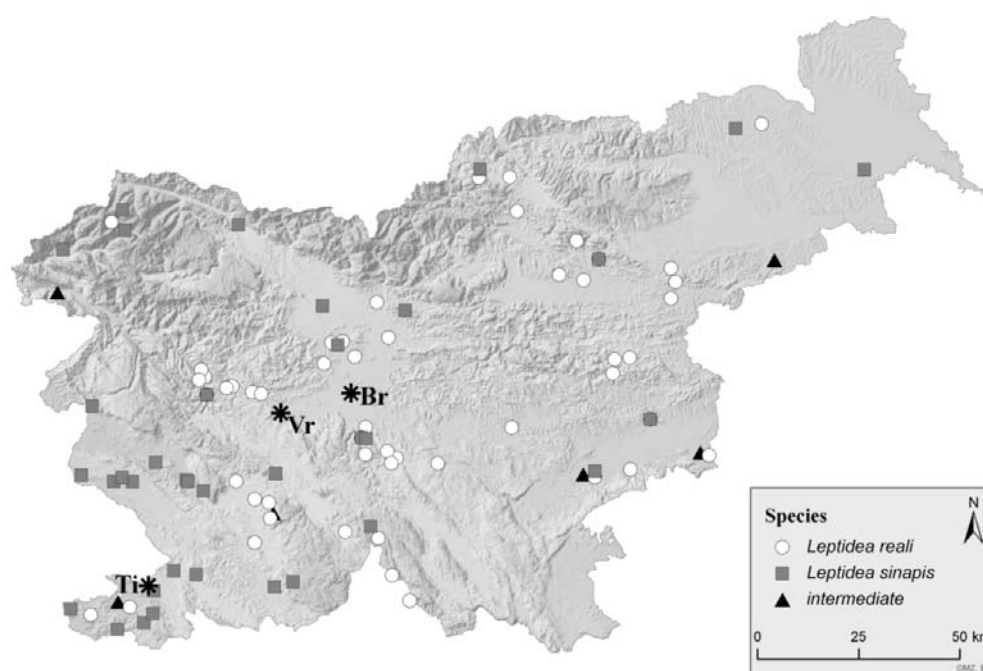 Br
Vr
Ti
Species
N
Leptidea reali
Leptidea sinapis
intermediate
0 25 50 km